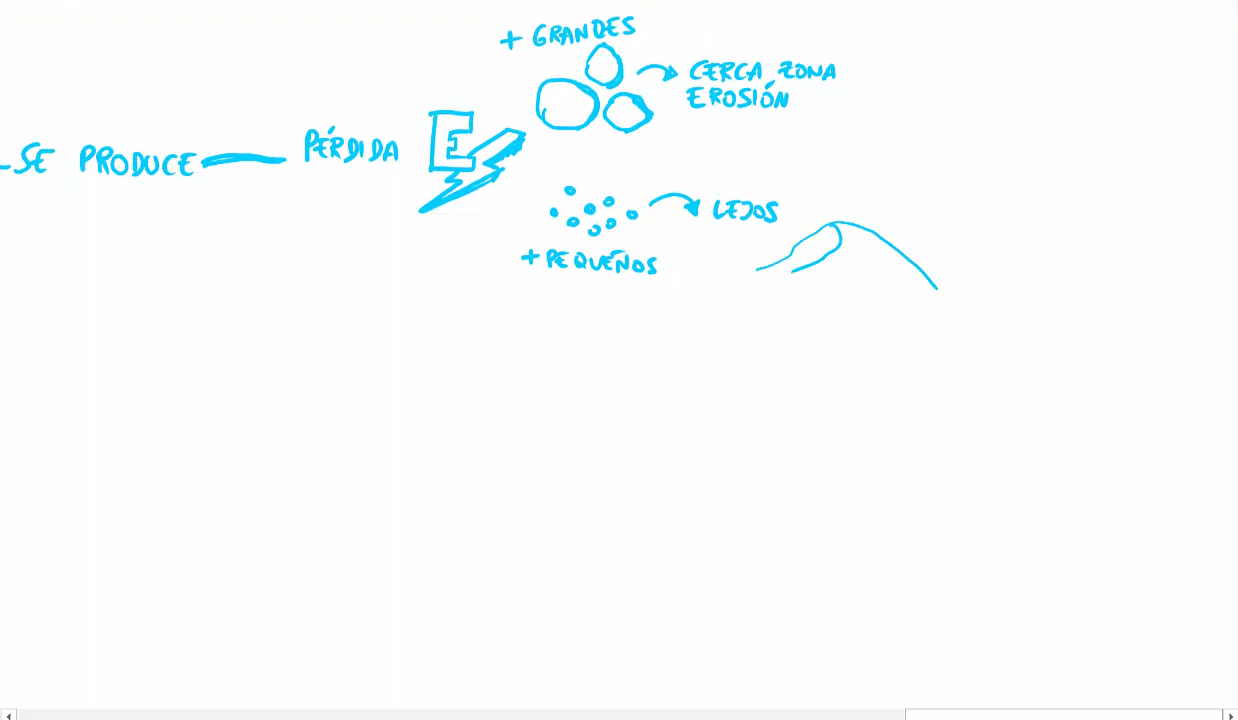 + GRANDES
CERCA ZONA
EROSIÓN
- SE PRODUCE
PÉRDIDA E
LEJOS
+ PEQUEÑOS